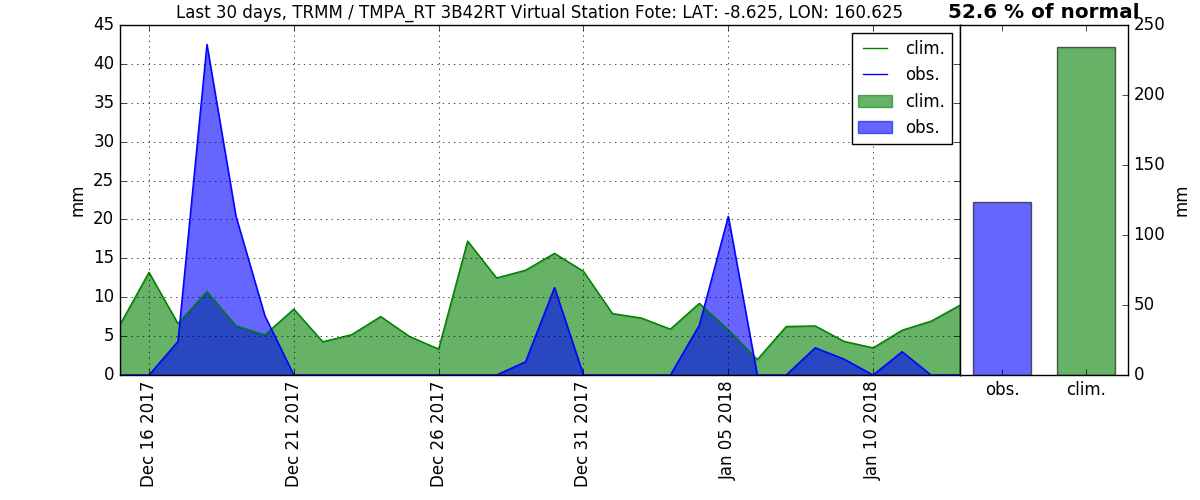 Last 30 days, TRMM / TMPA_RT 3B42RT Virtual Station Fote: LAT: -8.625, LON: 160.625
52.6 % of normal
45
40
35
30
25
20
15
10
5
0
mm
clim.
obs.
clim.
obs.
Dec 16 2017
Dec 21 2017
Dec 26 2017
Dec 31 2017
Jan 05 2018
Jan 10 2018
250
200
150
100
50
0
mm
obs.
clim.